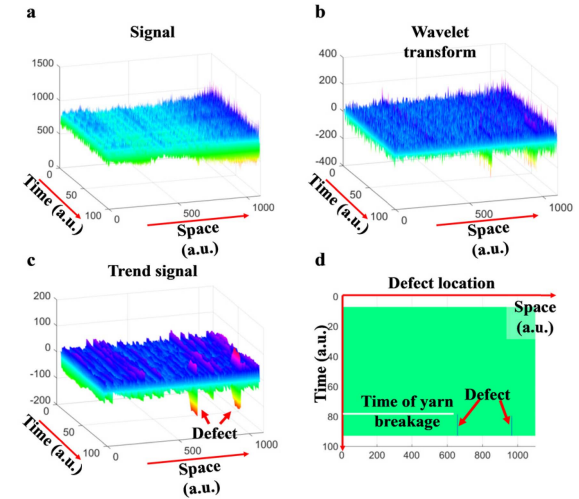 a
Signal
1500
1000
500
0
0
50
100
Time (a.u.)
0
500
1000
Space
(a.u.)
b
Wavelet
transform
400
200
0
-200
-400
0
50
100
Time (a.u.)
0
500
1000
Space
(a.u.)
c
Trend signal
200
100
0
-100
-200
0
50
100
Time (a.u.)
0
500
1000
Defect
Space
(a.u.)
d
Defect location
0
20
40
60
80
100
Time (a.u.)
Space
(a.u.)
Time of yarn
breakage
Defect
0
200
400
600
800
1000